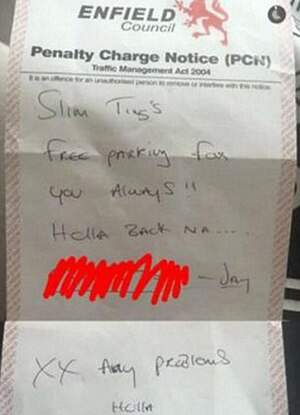 ENFIELD
Council
Penalty Charge Notice (PCN)
Traffic Management Act 2004
It is an offence for an unauthorised person to remove or interfere with this notice
Slim Ting's
Free parking for
you Always!!
Holla Back Na....
- Jay
XX Any problems
Holla